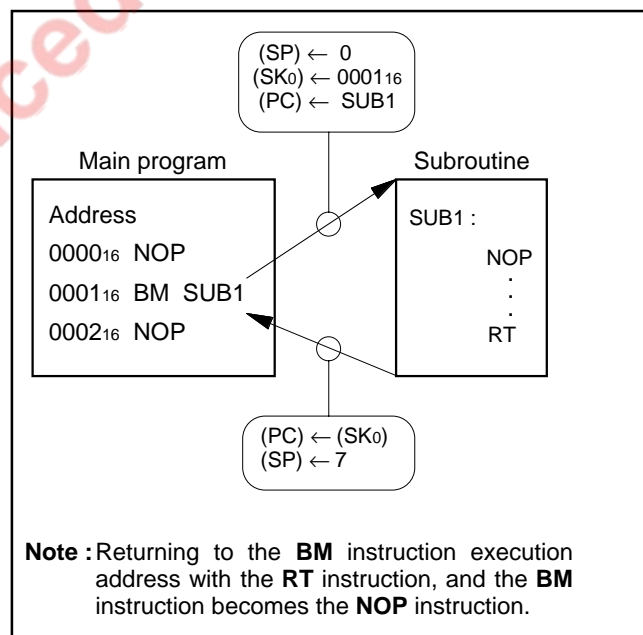 (SP) ← 0
(SK0) ← 000116
(PC) ← SUB1
Main program
Subroutine
Address
000016 NOP
000116 BM SUB1
000216 NOP
SUB1 :
NOP
.
.
.
RT
(PC) ← (SK0)
(SP) ← 7
Note : Returning to the BM instruction execution
address with the RT instruction, and the BM
instruction becomes the NOP instruction.